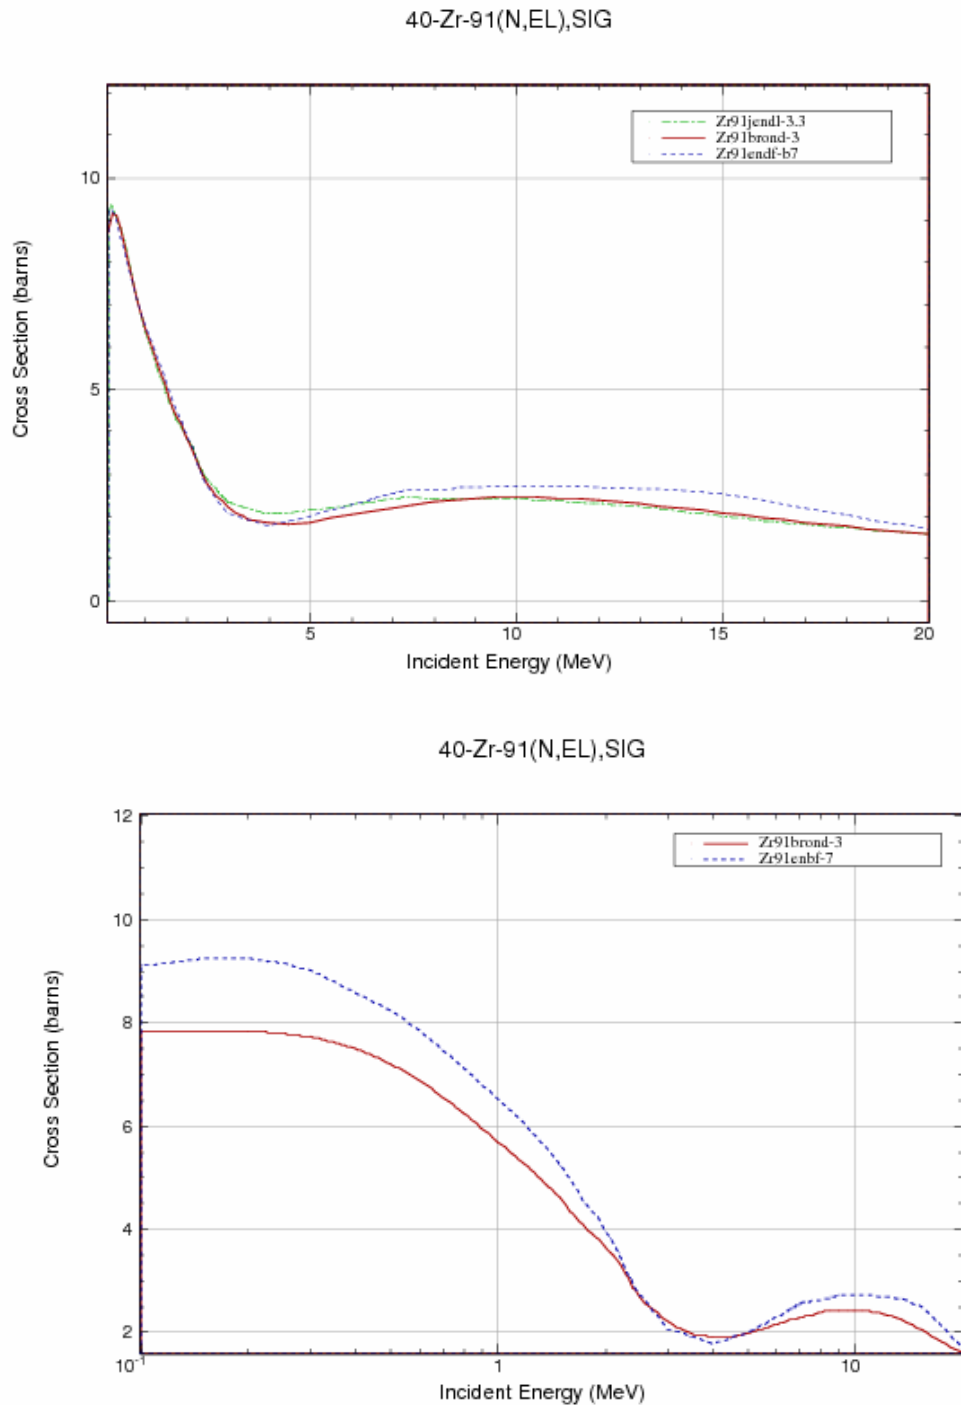 40-Zr-91(N,EL),SIG
Zr91jendl-3.3
Zr91brond-3
Zr91endf-b7
10
5
0
Cross Section (barns)
5
10
15
20
Incident Energy (MeV)
40-Zr-91(N,EL),SIG
Zr91brond-3
Zr91enbf-7
12
10
8
6
4
2
Cross Section (barns)
10-1
1
10
Incident Energy (MeV)